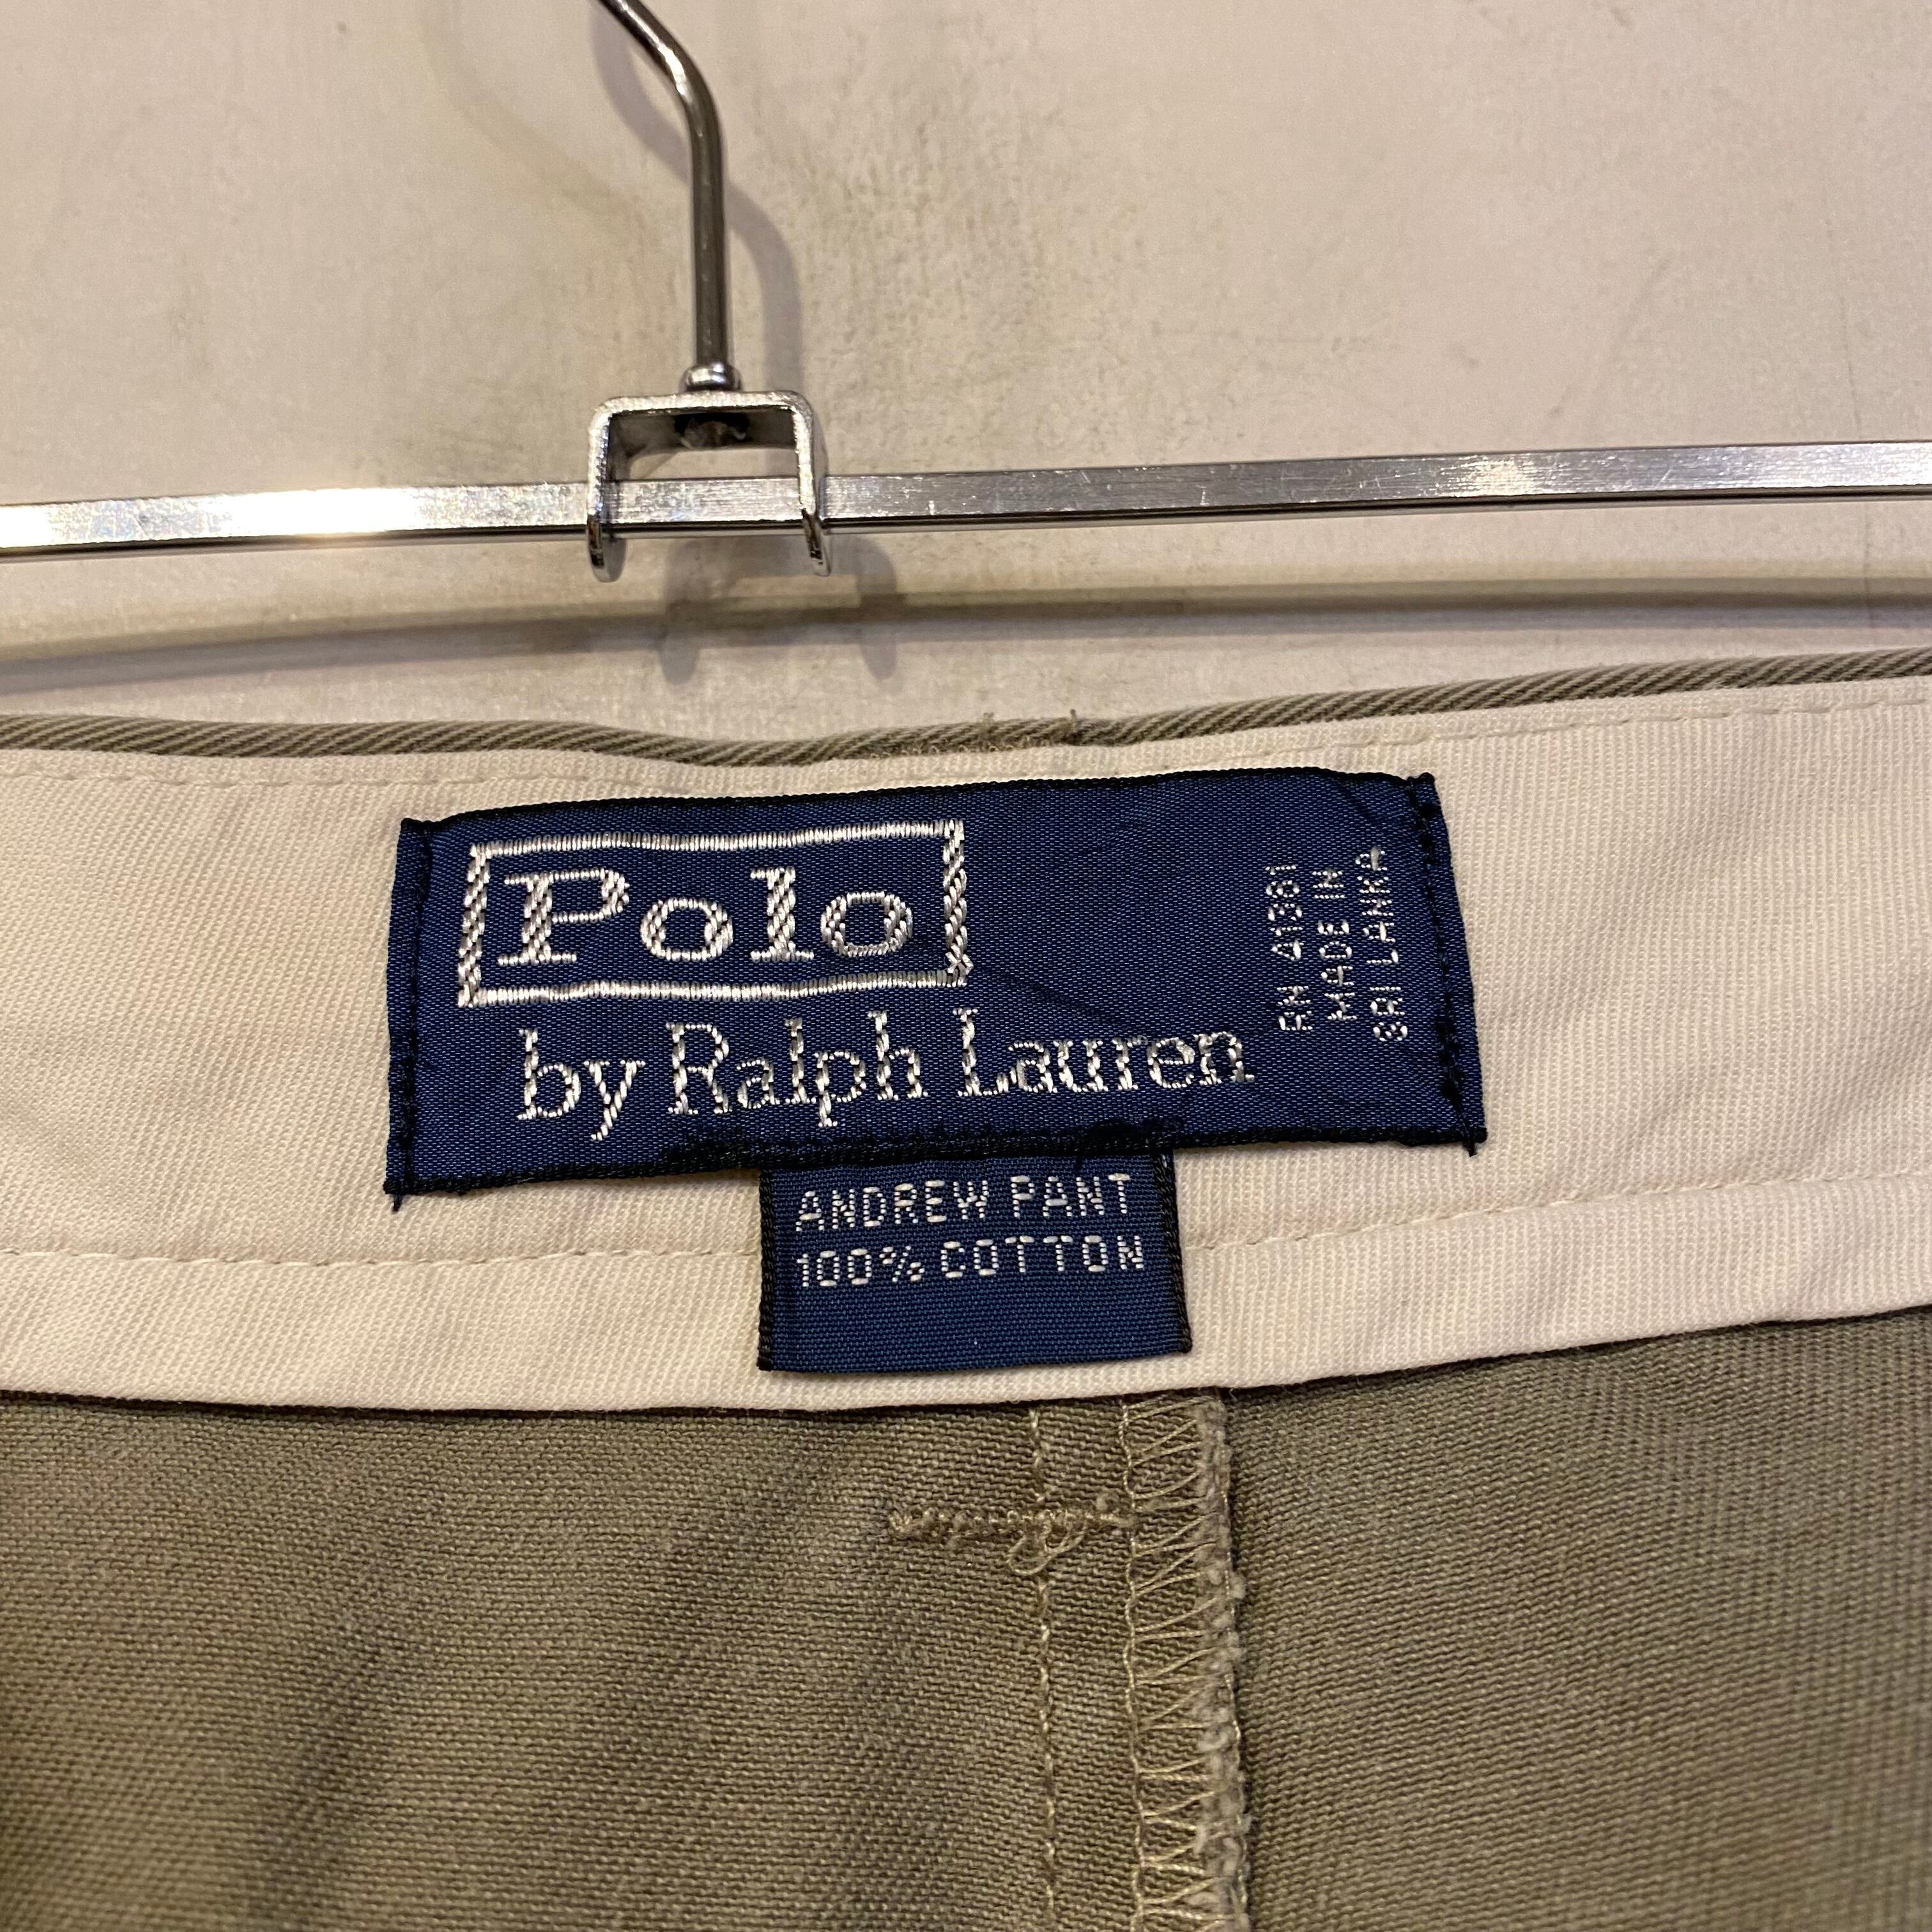 Polo
by Ralph Lauren
RN 41381
MADE IN
SRI LANKA
ANDREW PANT
100% COTTON